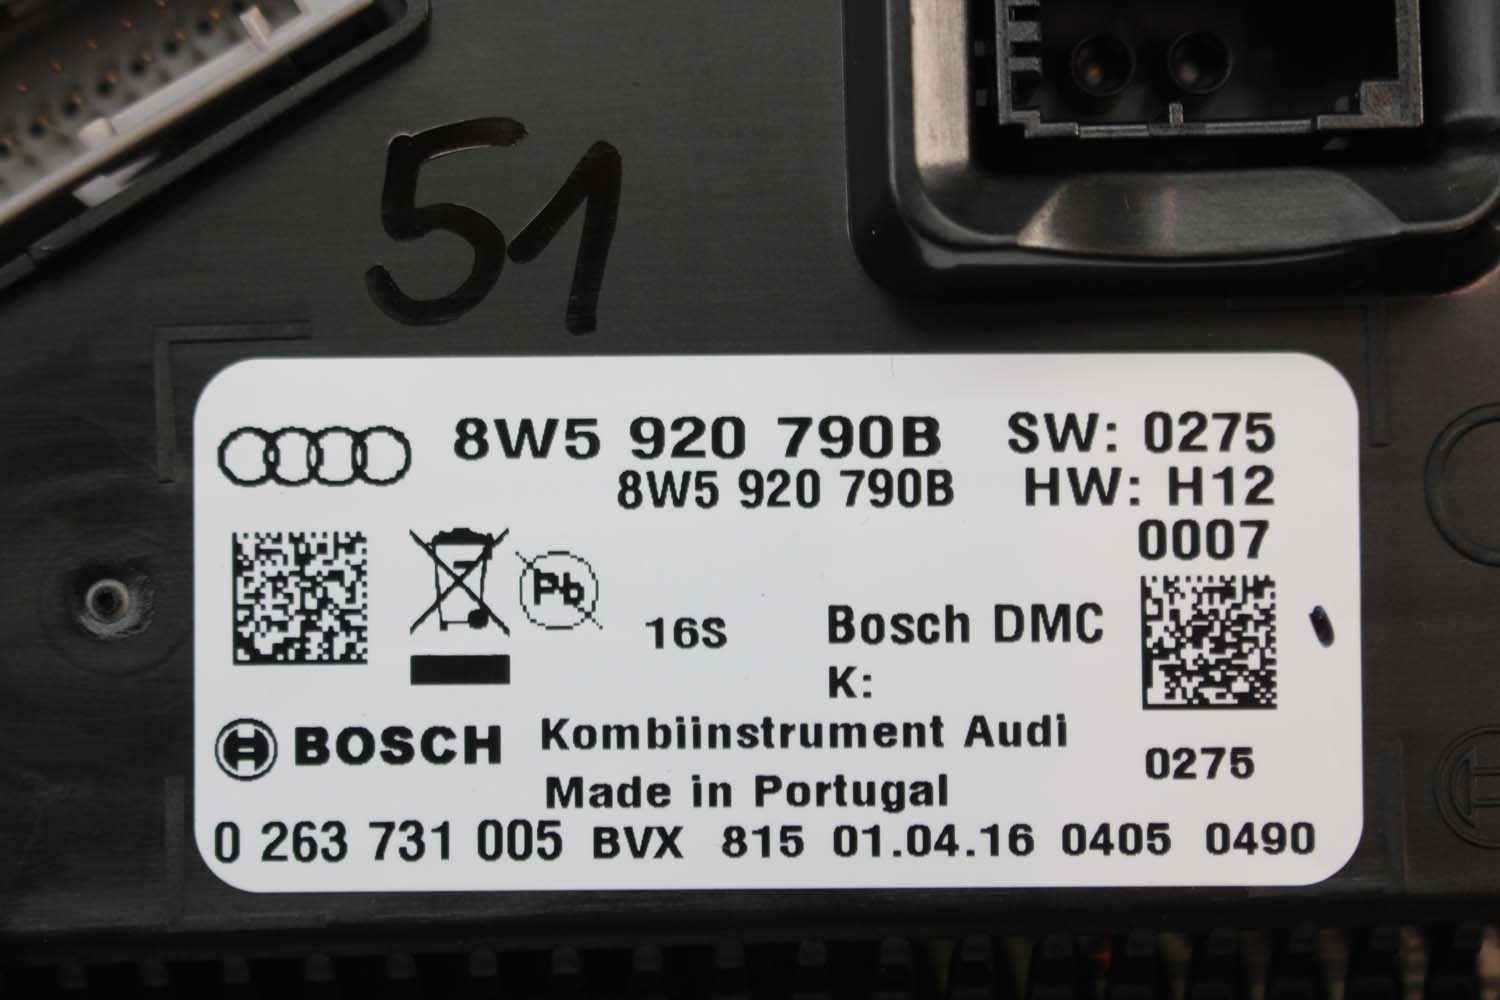 51
8W5 920 790B SW: 0275
8W5 920 790B HW: H12
0007
Pb
16S Bosch DMC
K:
BOSCH Kombiinstrument Audi
Made in Portugal 0275
0 263 731 005 BVX 815 01.04.16 0405 0490